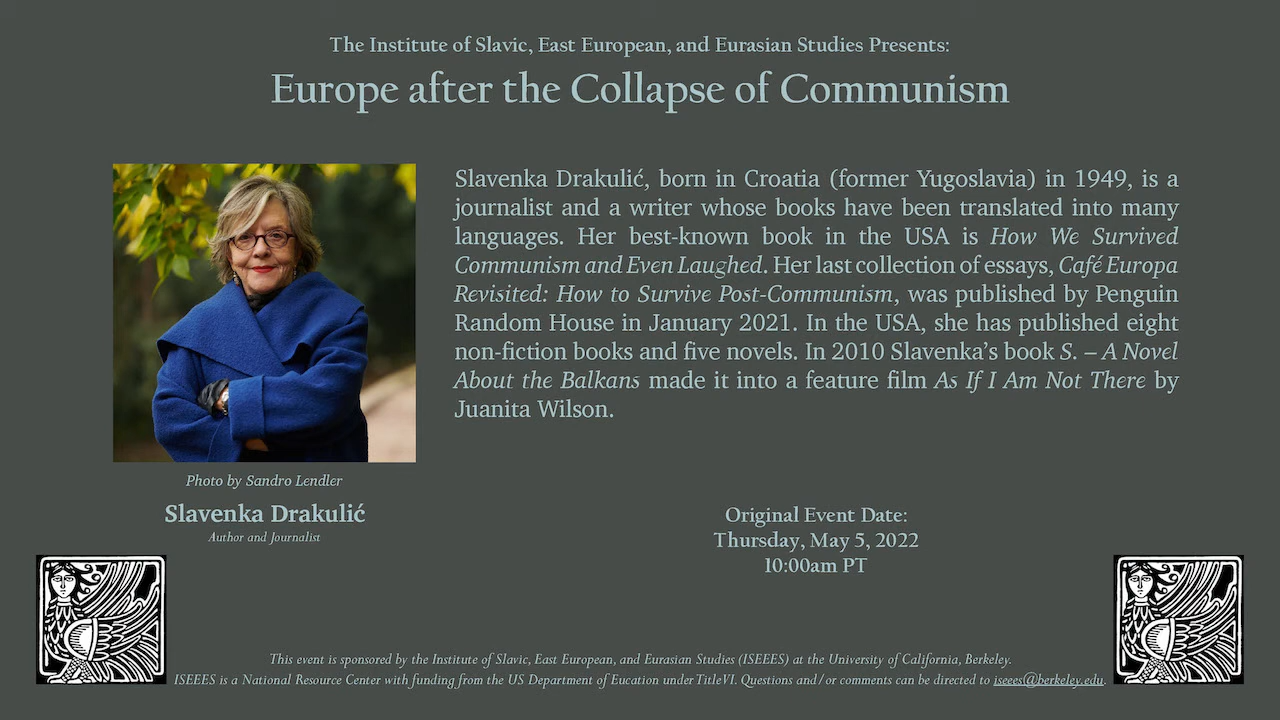 The Institute of Slavic, East European, and Eurasian Studies Presents:
Europe after the Collapse of Communism
Slavenka Drakulić, born in Croatia (former Yugoslavia) in 1949, is a
journalist and a writer whose books have been translated into many
languages. Her best-known book in the USA is How We Survived
Communism and Even Laughed. Her last collection of essays, Café Europa
Revisited: How to Survive Post-Communism, was published by Penguin
Random House in January 2021. In the USA, she has published eight
non-fiction books and five novels. In 2010 Slavenka’s book S. – A Novel
About the Balkans made it into a feature film As If I Am Not There by
Juanita Wilson.
Photo by Sandro Lendler
Slavenka Drakulić
Author and Journalist
Original Event Date:
Thursday, May 5, 2022
10:00am PT
This event is sponsored by the Institute of Slavic, East European, and Eurasian Studies (ISEEES) at the University of California, Berkeley.
ISEEES is a National Resource Center with funding from the US Department of Eucation under TitleVI. Questions and/or comments can be directed to iseees@berkeley.edu.